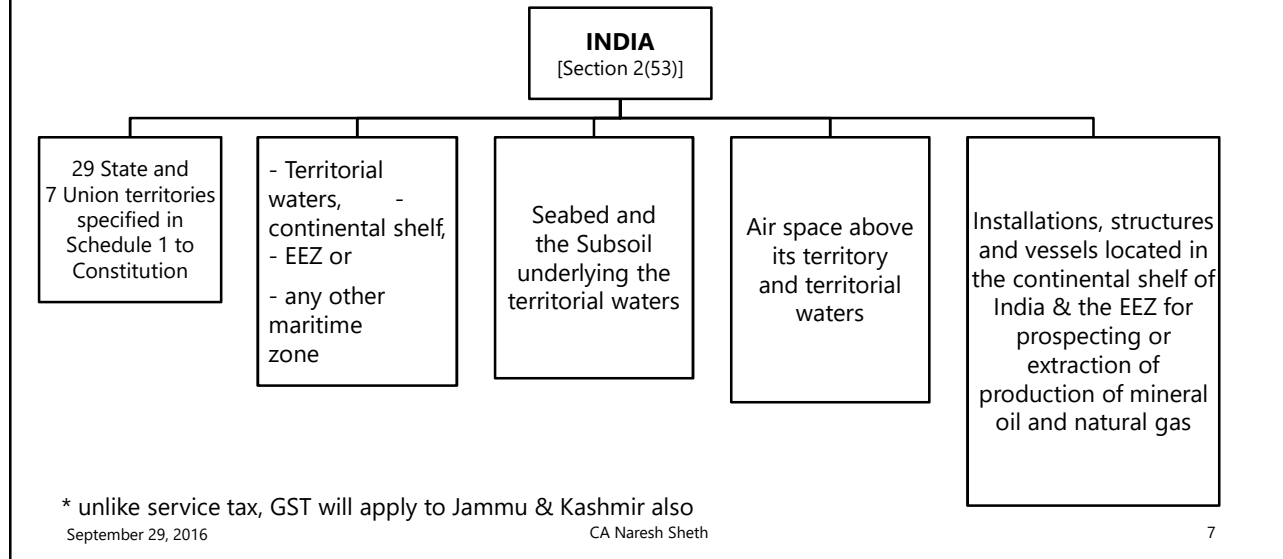 INDIA
[Section 2(53)]
29 State and
7 Union territories
specified in
Schedule 1 to
Constitution
- Territorial
waters, -
continental shelf,
- EEZ or
- any other
maritime
zone
Seabed and
the Subsoil
underlying the
territorial waters
Air space above
its territory
and territorial
waters
Installations, structures
and vessels located in
the continental shelf of
India & the EEZ for
prospecting or
extraction of
production of mineral
oil and natural gas
* unlike service tax, GST will apply to Jammu & Kashmir also
September 29, 2016
CA Naresh Sheth
7